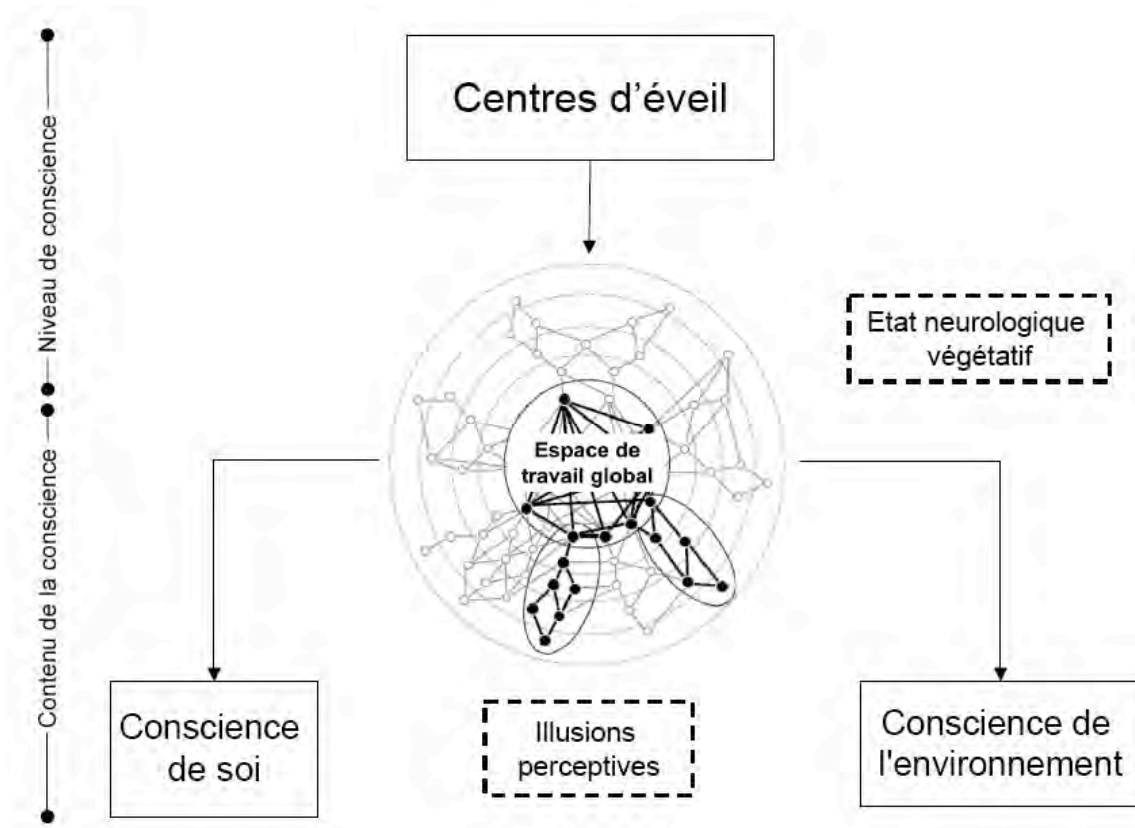 Centres d'éveil
Niveau de conscience
Contenu de la conscience
Etat neurologique
végétatif
Espace de
travail global
Conscience
de soi
Illusions
perceptives
Conscience de
l'environnement